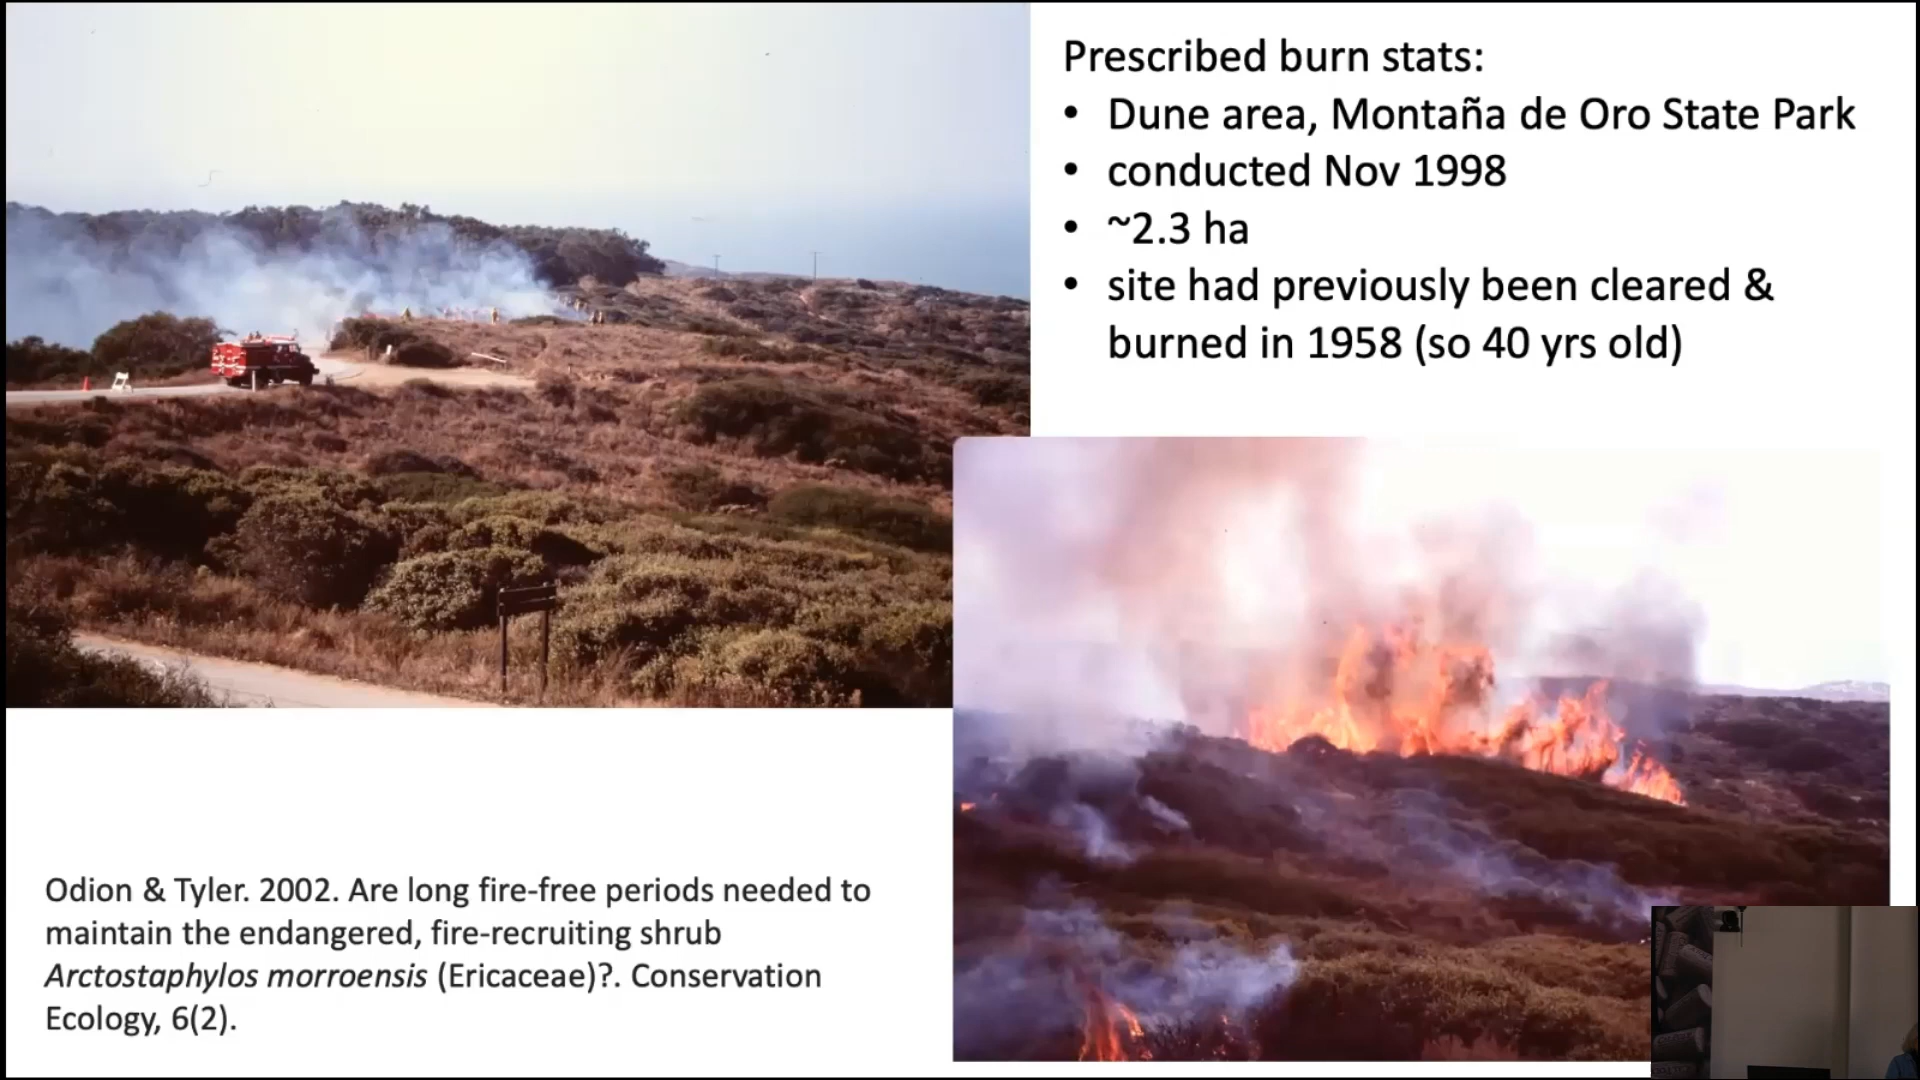 Prescribed burn stats:
• Dune area, Montaña de Oro State Park
• conducted Nov 1998
• ~2.3 ha
• site had previously been cleared &
burned in 1958 (so 40 yrs old)
Odion & Tyler. 2002. Are long fire-free periods needed to
maintain the endangered, fire-recruiting shrub
Arctostaphylos morroensis (Ericaceae)?. Conservation
Ecology, 6(2).